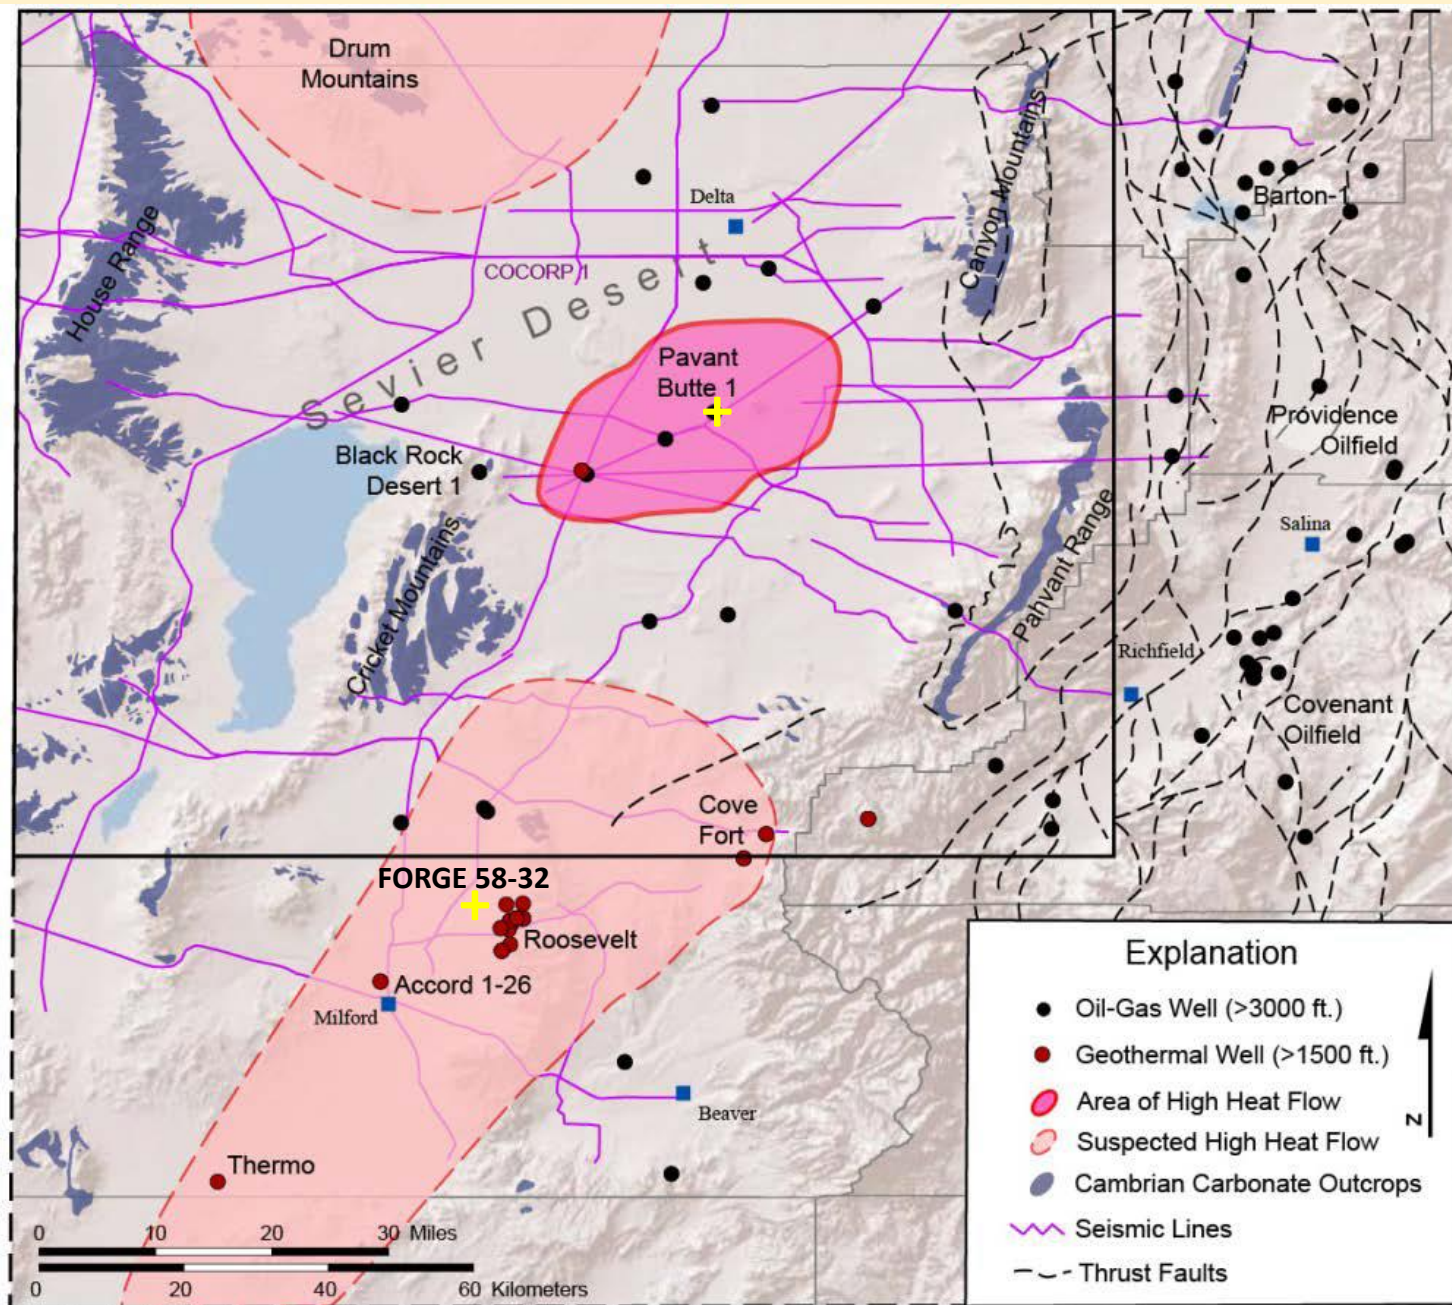 Drum
Mountains
Canyon Mountains
House Range
Delta
Barton-1
COCORP 1
Sevier Desert
Pavant
Butte 1
Providence
Oilfield
Black Rock
Desert 1
Cricket Mountains
Pahvant Range
Salina
Richfield
Covenant
Oilfield
Cove
Fort
FORGE 58-32
Roosevelt
Accord 1-26
Milford
Beaver
Thermo
Explanation
Oil-Gas Well (>3000 ft.)
Geothermal Well (>1500 ft.)
Area of High Heat Flow
Suspected High Heat Flow
Cambrian Carbonate Outcrops
Seismic Lines
Thrust Faults
N
0 10 20 30 Miles
0 20 40 60 Kilometers